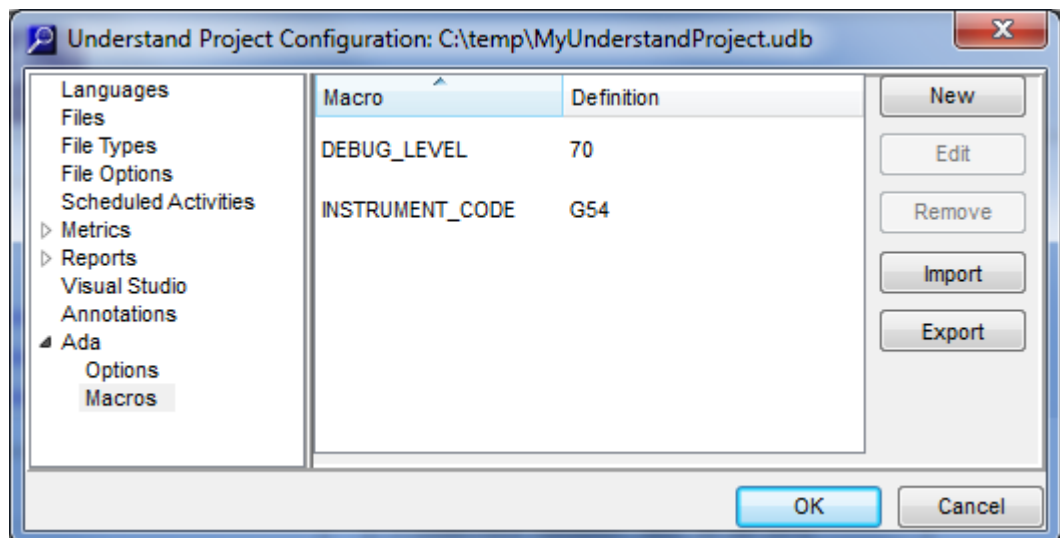 Understand Project Configuration: C:\temp\MyUnderstandProject.udb
Languages
Files
File Types
File Options
Scheduled Activities
Metrics
Reports
Visual Studio
Annotations
Ada
Options
Macros
Macro Definition
DEBUG_LEVEL 70
INSTRUMENT_CODE G54
New
Edit
Remove
Import
Export
OK Cancel